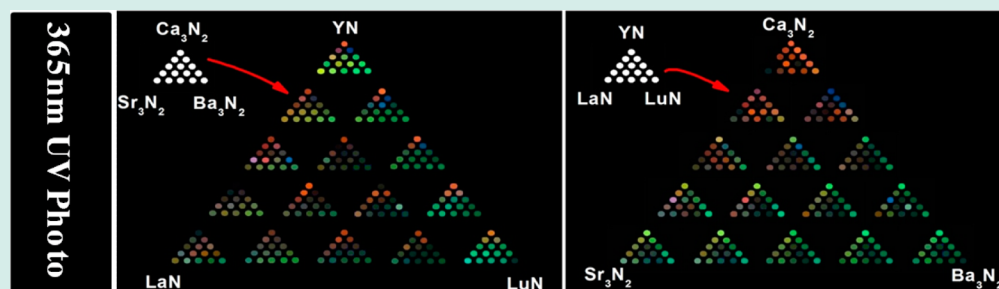 365nm UV Photo
Ca₃N₂
Sr₃N₂ Ba₃N₂
YN
LaN LuN
YN
LaN LuN
Ca₃N₂
Sr₃N₂ Ba₃N₂